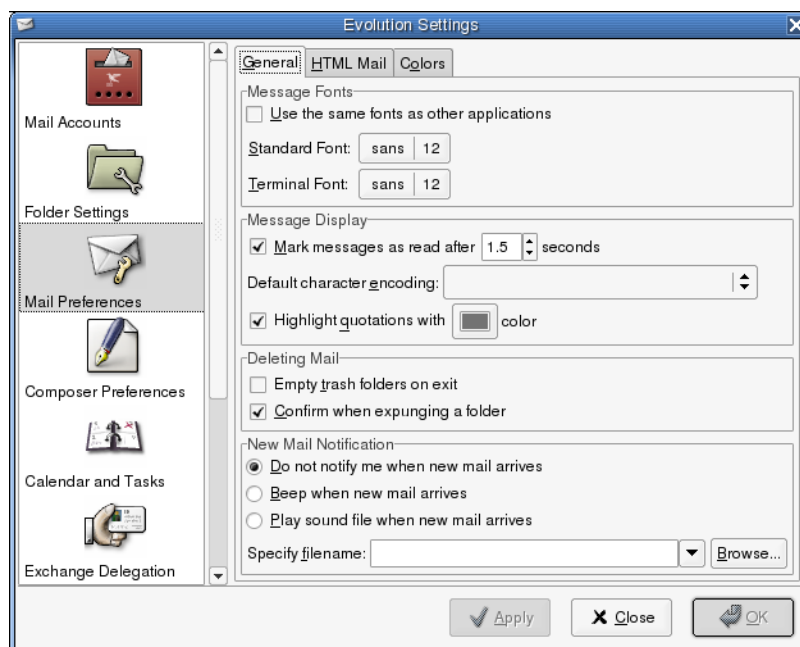 Evolution Settings
Mail Accounts
Folder Settings
Mail Preferences
Composer Preferences
Calendar and Tasks
Exchange Delegation
General HTML Mail Colors
Message Fonts
Use the same fonts as other applications
Standard Font: sans 12
Terminal Font: sans 12
Message Display
Mark messages as read after 1.5 seconds
Default character encoding:
Highlight quotations with color
Deleting Mail
Empty trash folders on exit
Confirm when expunging a folder
New Mail Notification
Do not notify me when new mail arrives
Beep when new mail arrives
Play sound file when new mail arrives
Specify filename: Browse...
Apply Close OK